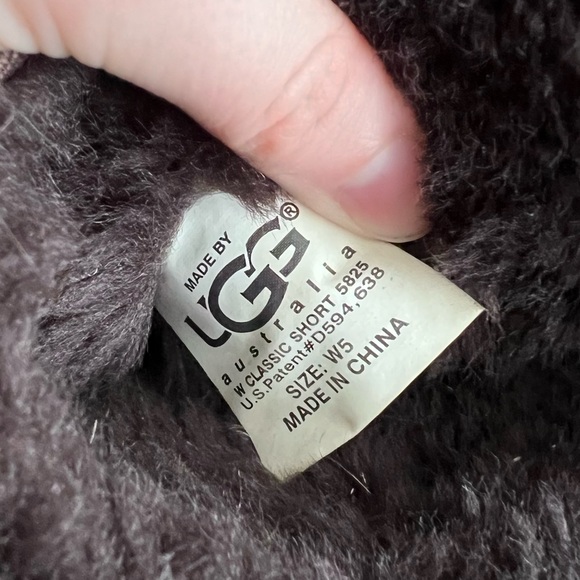 MADE BY
UGG®
australia
W CLASSIC SHORT 5825
U.S.Patent#D594,638
SIZE: W5
MADE IN CHINA